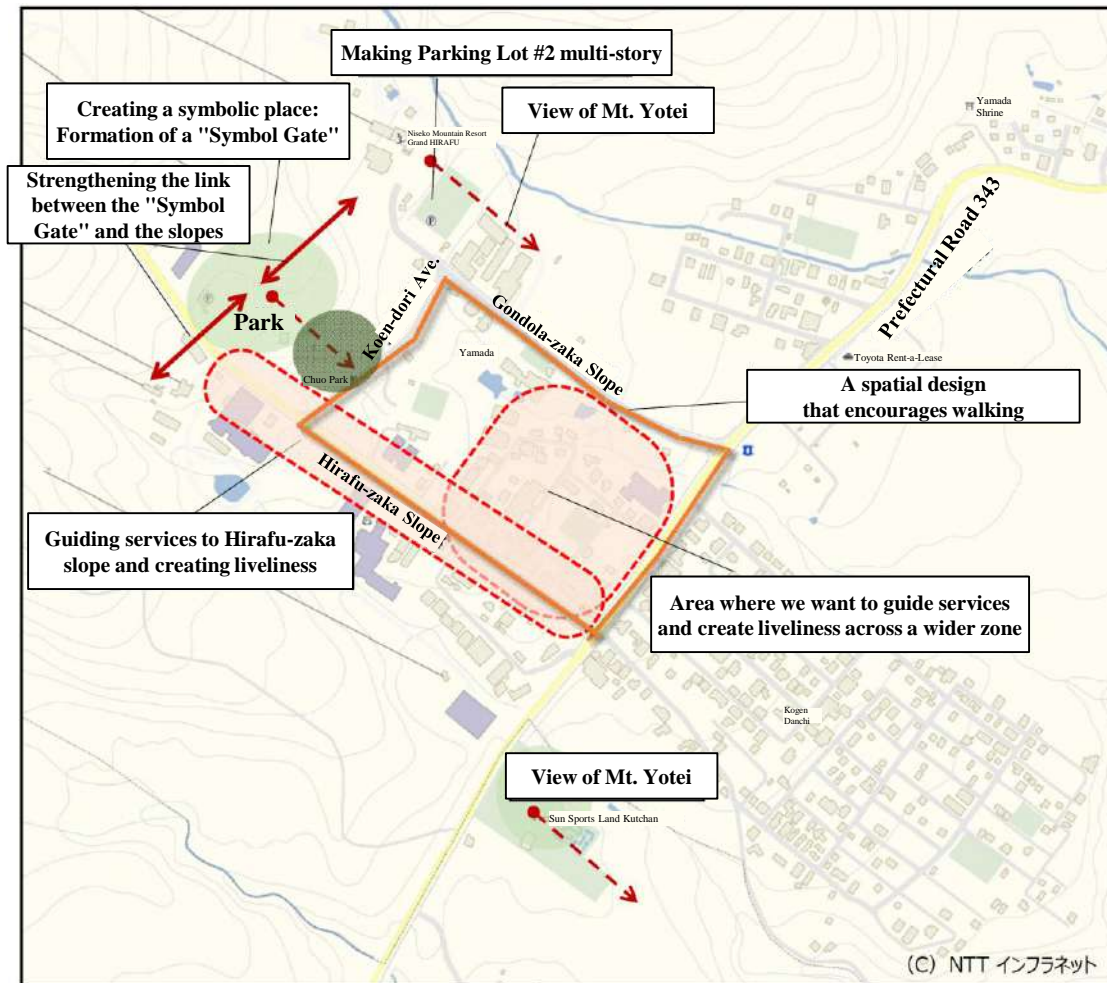 Making Parking Lot #2 multi-story
Creating a symbolic place:
Formation of a "Symbol Gate"
View of Mt. Yotei
Yamada
Shrine
Niseko Mountain Resort
Grand HIRAFU
Strengthening the link
between the "Symbol
Gate" and the slopes
Prefectural Road 343
Koen-dori Ave.
Park
Gondola-zaka Slope
Yamada
Toyota Rent-a-Lease
Chuo Park
A spatial design
that encourages walking
Hirafu-zaka Slope
Guiding services to Hirafu-zaka
slope and creating liveliness
Area where we want to guide services
and create liveliness across a wider zone
Kogen
Danchi
View of Mt. Yotei
Sun Sports Land Kutchan
(C) NTT インフラネット